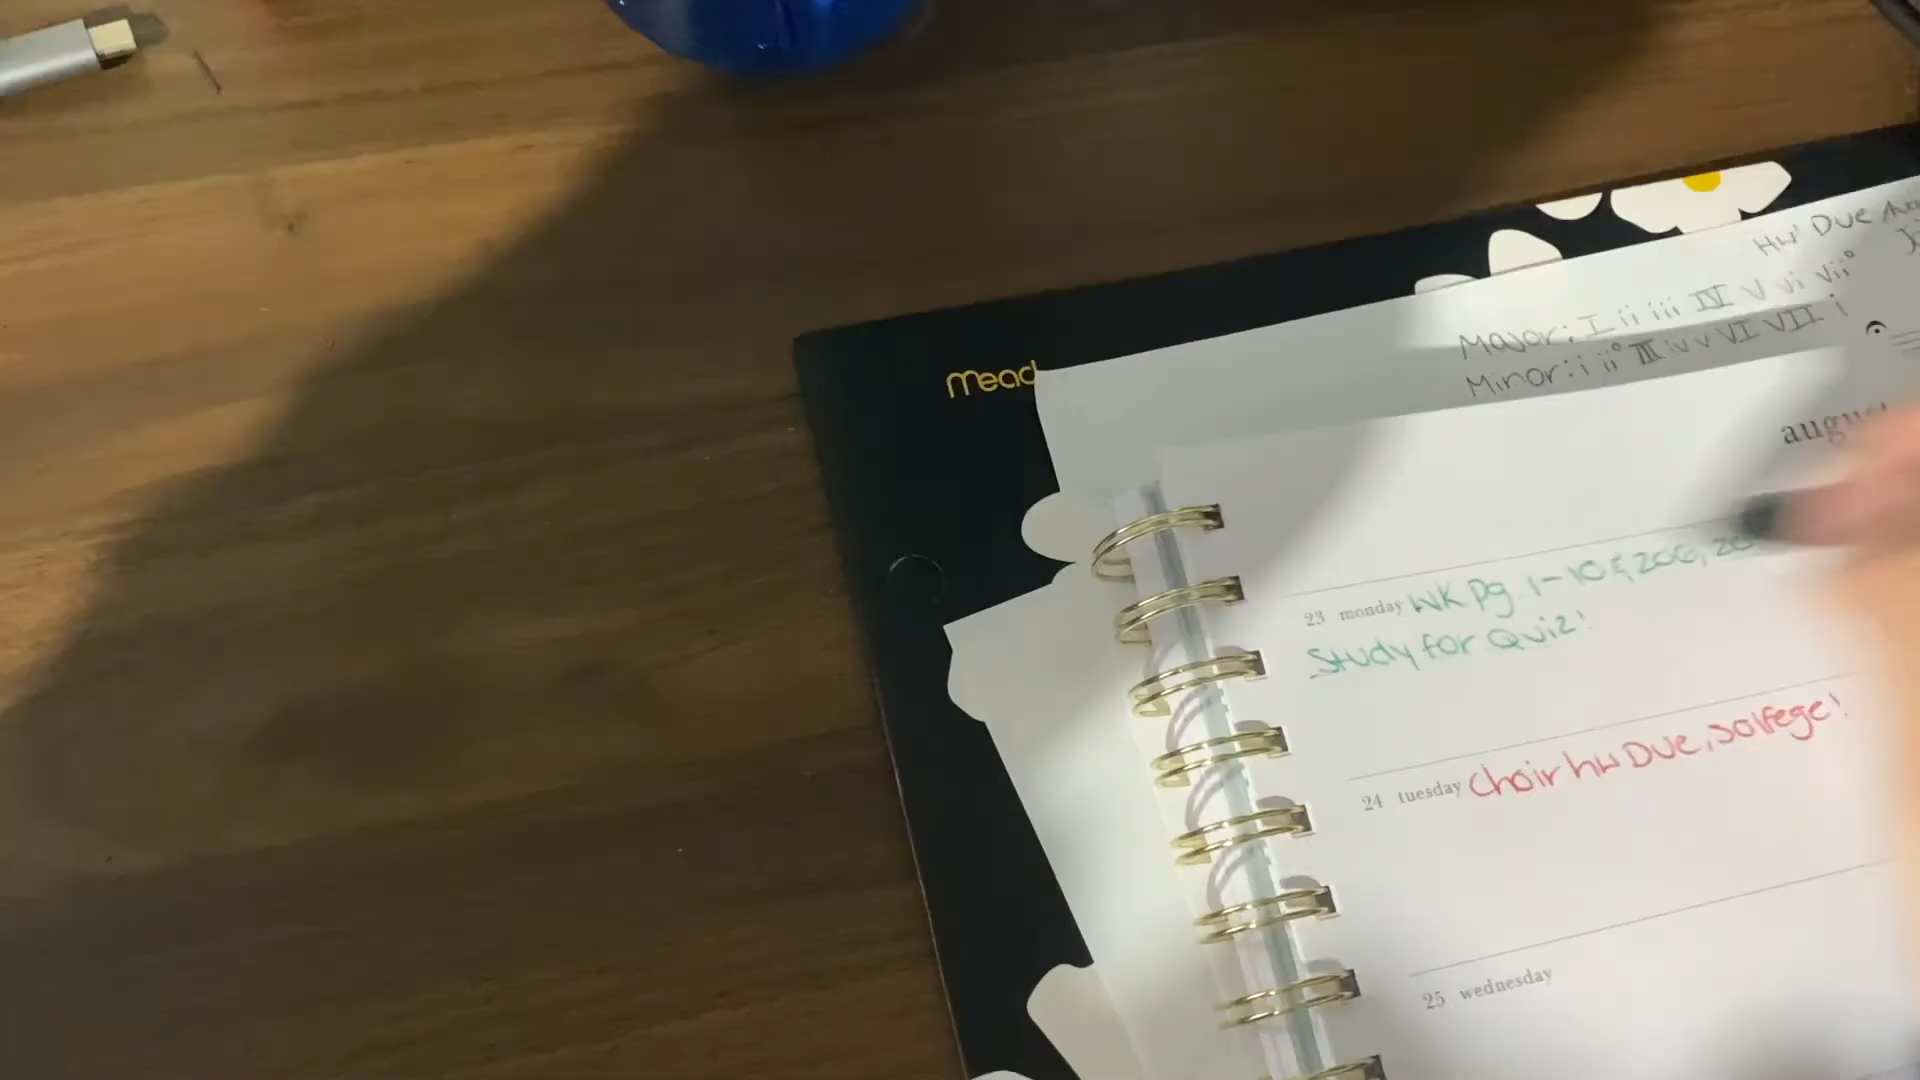 Hw Due
Major: I ii iii IV V vi vii°
Minor: i ii° III iv v VI VII i
mead
23 monday WK pg. 1-10 & 206,
Study for Quiz!
24 tuesday Choir hw Due, solfege!
25 wednesday